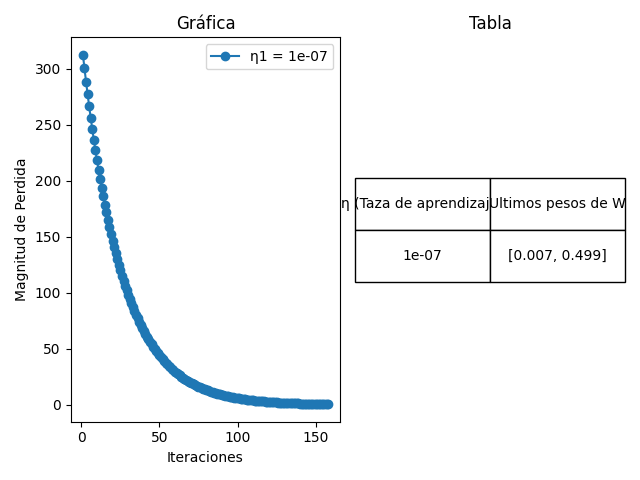 Gráfica
η1 = 1e-07
300
250
200
150
100
50
0
0 50 100 150
Magnitud de Perdida
Iteraciones
Tabla
η (Taza de aprendizaj Ultimos pesos de W
1e-07 [0.007, 0.499]